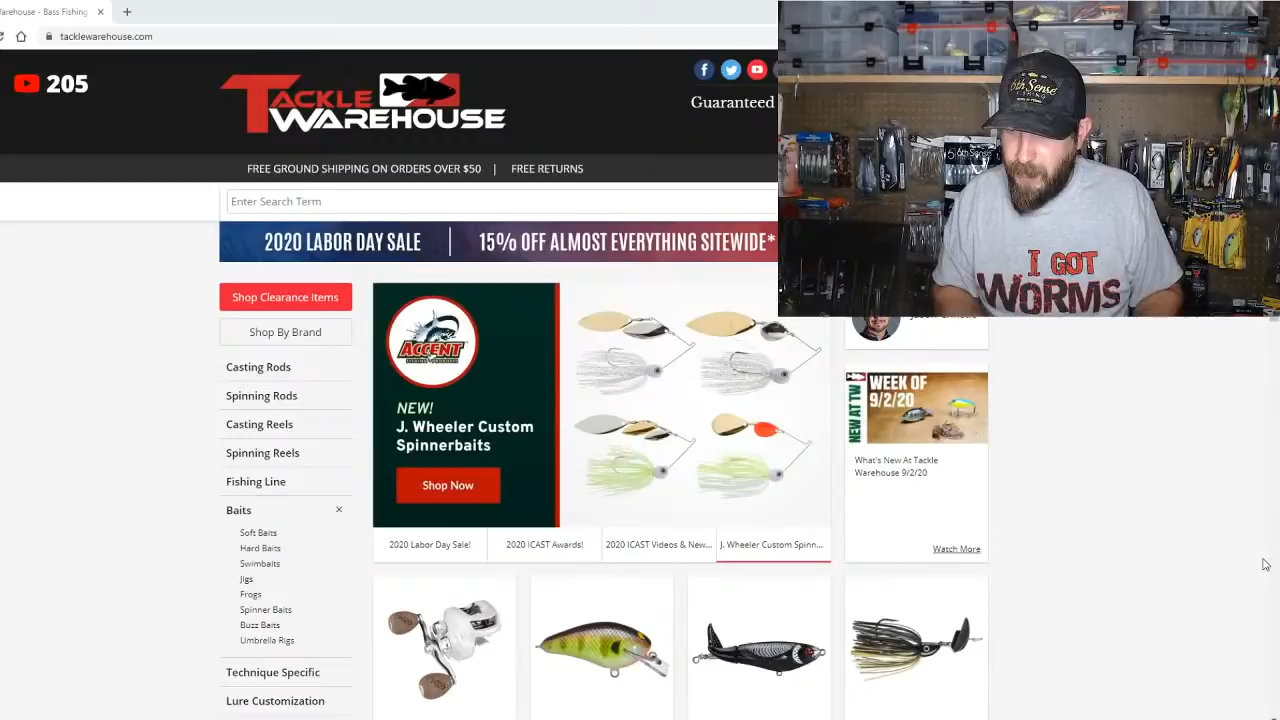 arehouse - Bass Fishing
tacklewarehouse.com
205
TACKLE
WAREHOUSE
Guaranteed
FREE GROUND SHIPPING ON ORDERS OVER $50 | FREE RETURNS
Enter Search Term
2020 LABOR DAY SALE | 15% OFF ALMOST EVERYTHING SITEWIDE*
Shop Clearance Items
Shop By Brand
Casting Rods
Spinning Rods
Casting Reels
Spinning Reels
Fishing Line
Baits
Soft Baits
Hard Baits
Swimbaits
Jigs
Frogs
Spinner Baits
Buzz Baits
Umbrella Rigs
Technique Specific
Lure Customization
ACCENT
NEW!
J. Wheeler Custom
Spinnerbaits
Shop Now
2020 Labor Day Sale!
2020 ICAST Awards!
2020 ICAST Videos & New...
J. Wheeler Custom Spinn...
NEW AT TW
WEEK OF
9/2/20
What's New At Tackle
Warehouse 9/2/20
Watch More
6th Sense
FISHING
I GOT
WORMS
6th Sense